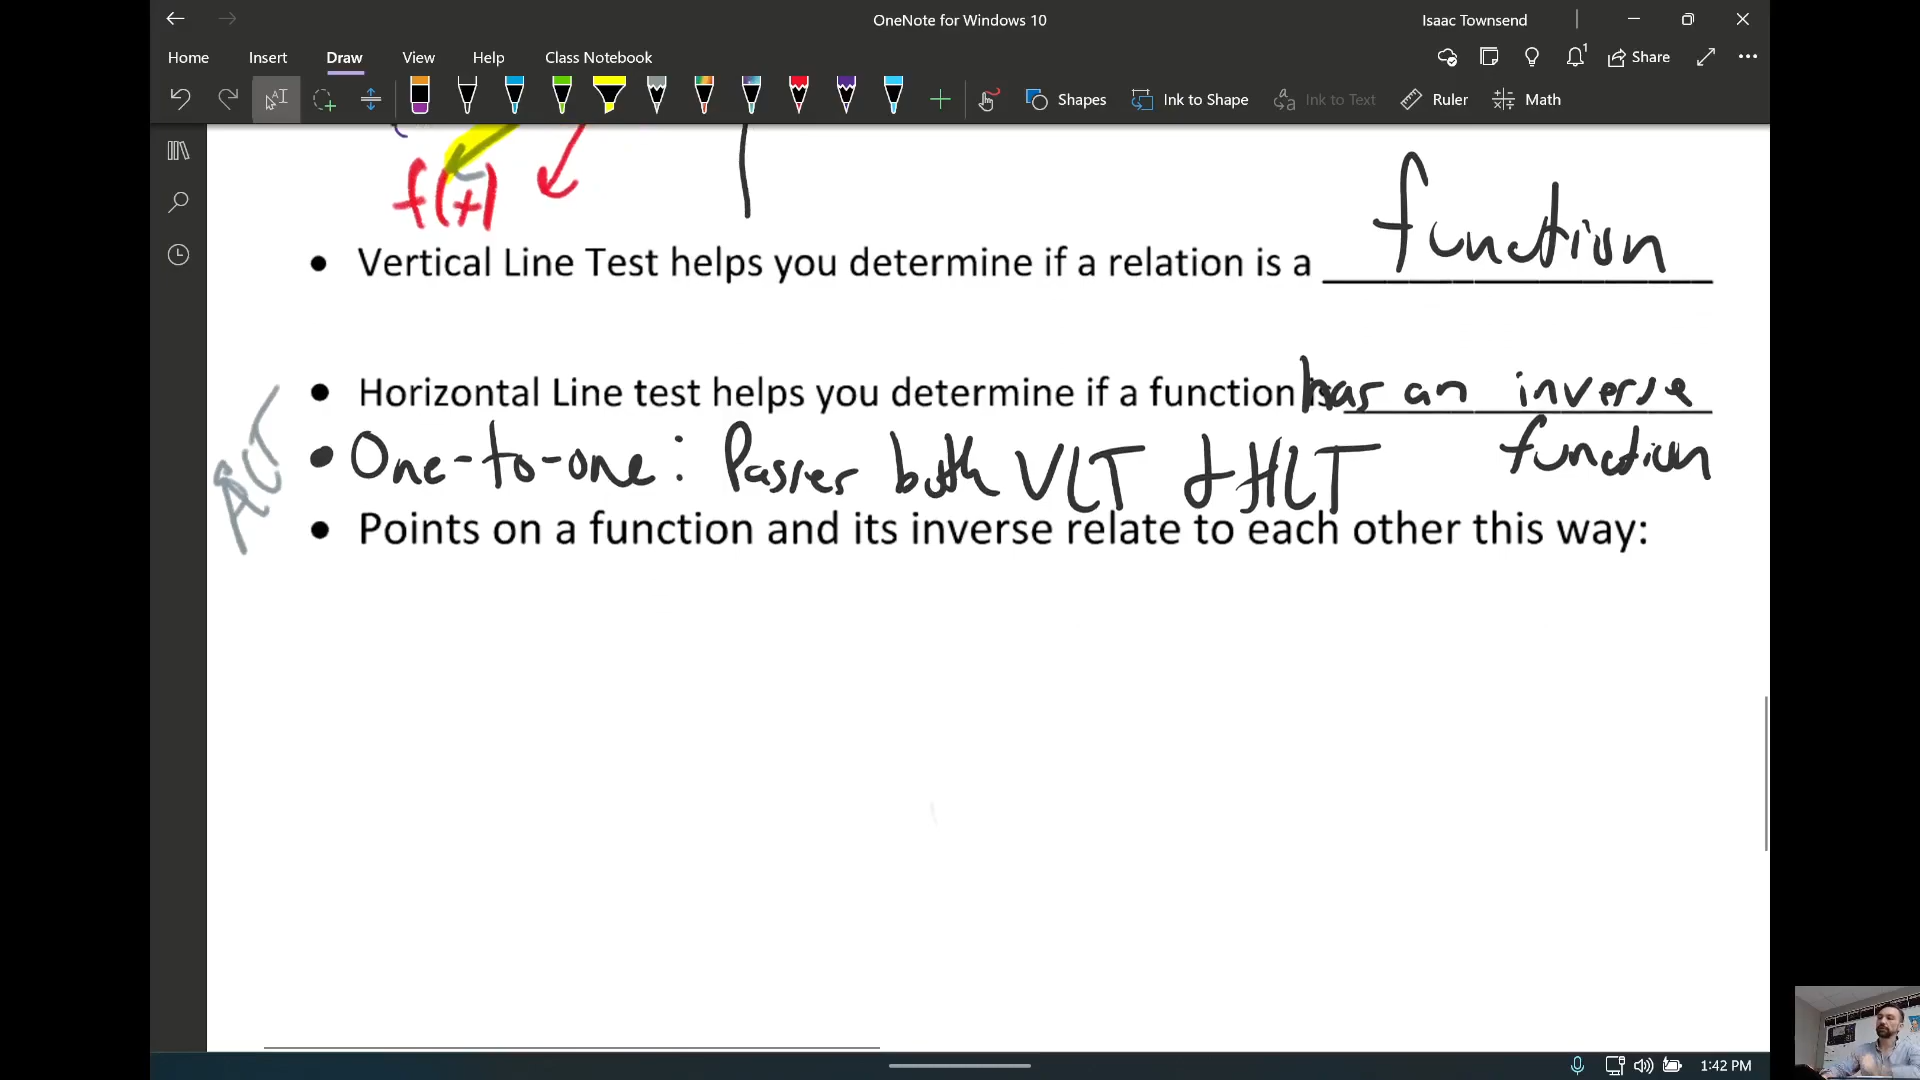 OneNote for Windows 10
Isaac Townsend
Home Insert Draw View Help Class Notebook
1
Share
Shapes Ink to Shape Ink to Text Ruler Math
f(x)
• Vertical Line Test helps you determine if a relation is a function
• Horizontal Line test helps you determine if a function is has an inverse
function
ACT
• One-to-one: Passes both VLT & HLT
• Points on a function and its inverse relate to each other this way:
1:42 PM